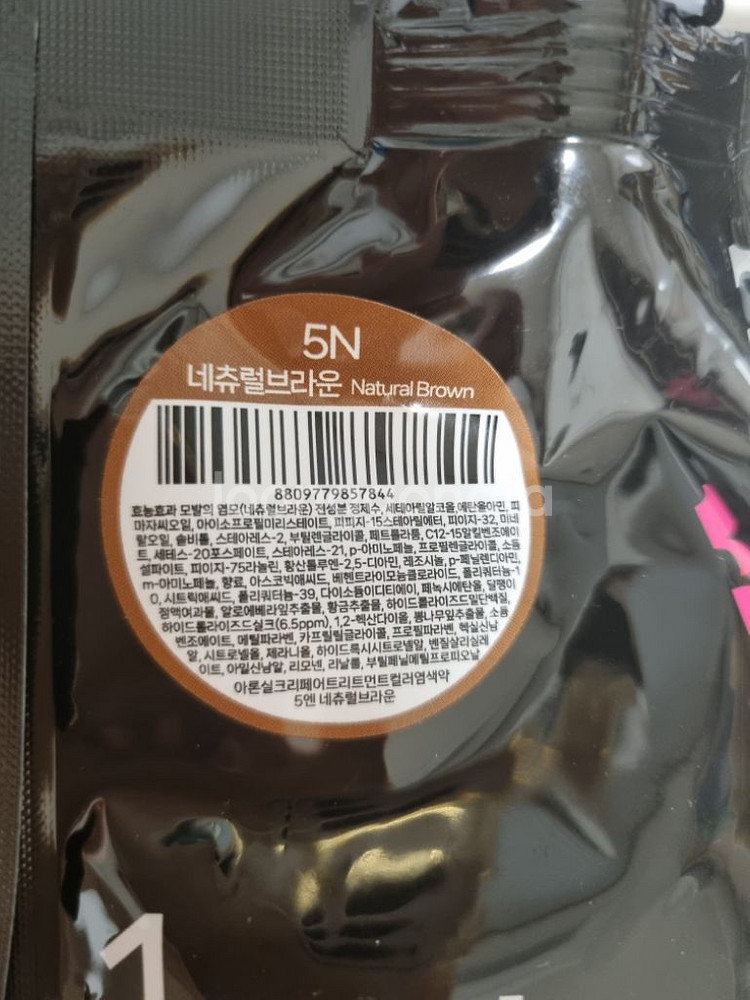 5N
네츄럴브라운 Natural Brown
8809779857844
효능효과 모발의 염모(네츄럴브라운) 전성분 정제수, 세테아릴알코올, 에탄올아민, 피
마자씨오일, 아이소프로필미리스테이트, 피피지-15스테아릴에터, 피이지-32, 미네
랄오일, 솔비톨, 스테아레스-2, 부틸렌글라이콜, 페트롤라툼, C12-15알킬벤조에이
트, 세테스-20포스페이트, 스테아레스-21, p-아미노페놀, 프로필렌글라이콜, 소듐
설파이트, 피이지-75라놀린, 황산톨루엔-2,5-디아민, 레조시놀, p-페닐렌디아민,
m-아미노페놀, 향료, 아스코빅애씨드, 베헨트라이모늄클로라이드, 폴리쿼터늄-1
0, 시트릭애씨드, 폴리쿼터늄-39, 다이소듐이디티에이, 페녹시에탄올, 달팽이
점액여과물, 알로에베라잎추출물, 황금추출물, 하이드롤라이즈드밀단백질,
하이드롤라이즈드실크(6.5ppm), 1,2-헥산다이올, 뽕나무잎추출물, 소듐
벤조에이트, 메틸파라벤, 카프릴릴글라이콜, 프로필파라벤, 헥실신남
알, 시트로넬올, 제라니올, 하이드록시시트로넬알, 벤질살리실레
이트, 아밀신남알, 리모넨, 리날룰, 부틸페닐메틸프로피오날
아론실크리페어트리트먼트컬러염색약
5엔 네츄럴브라운
1